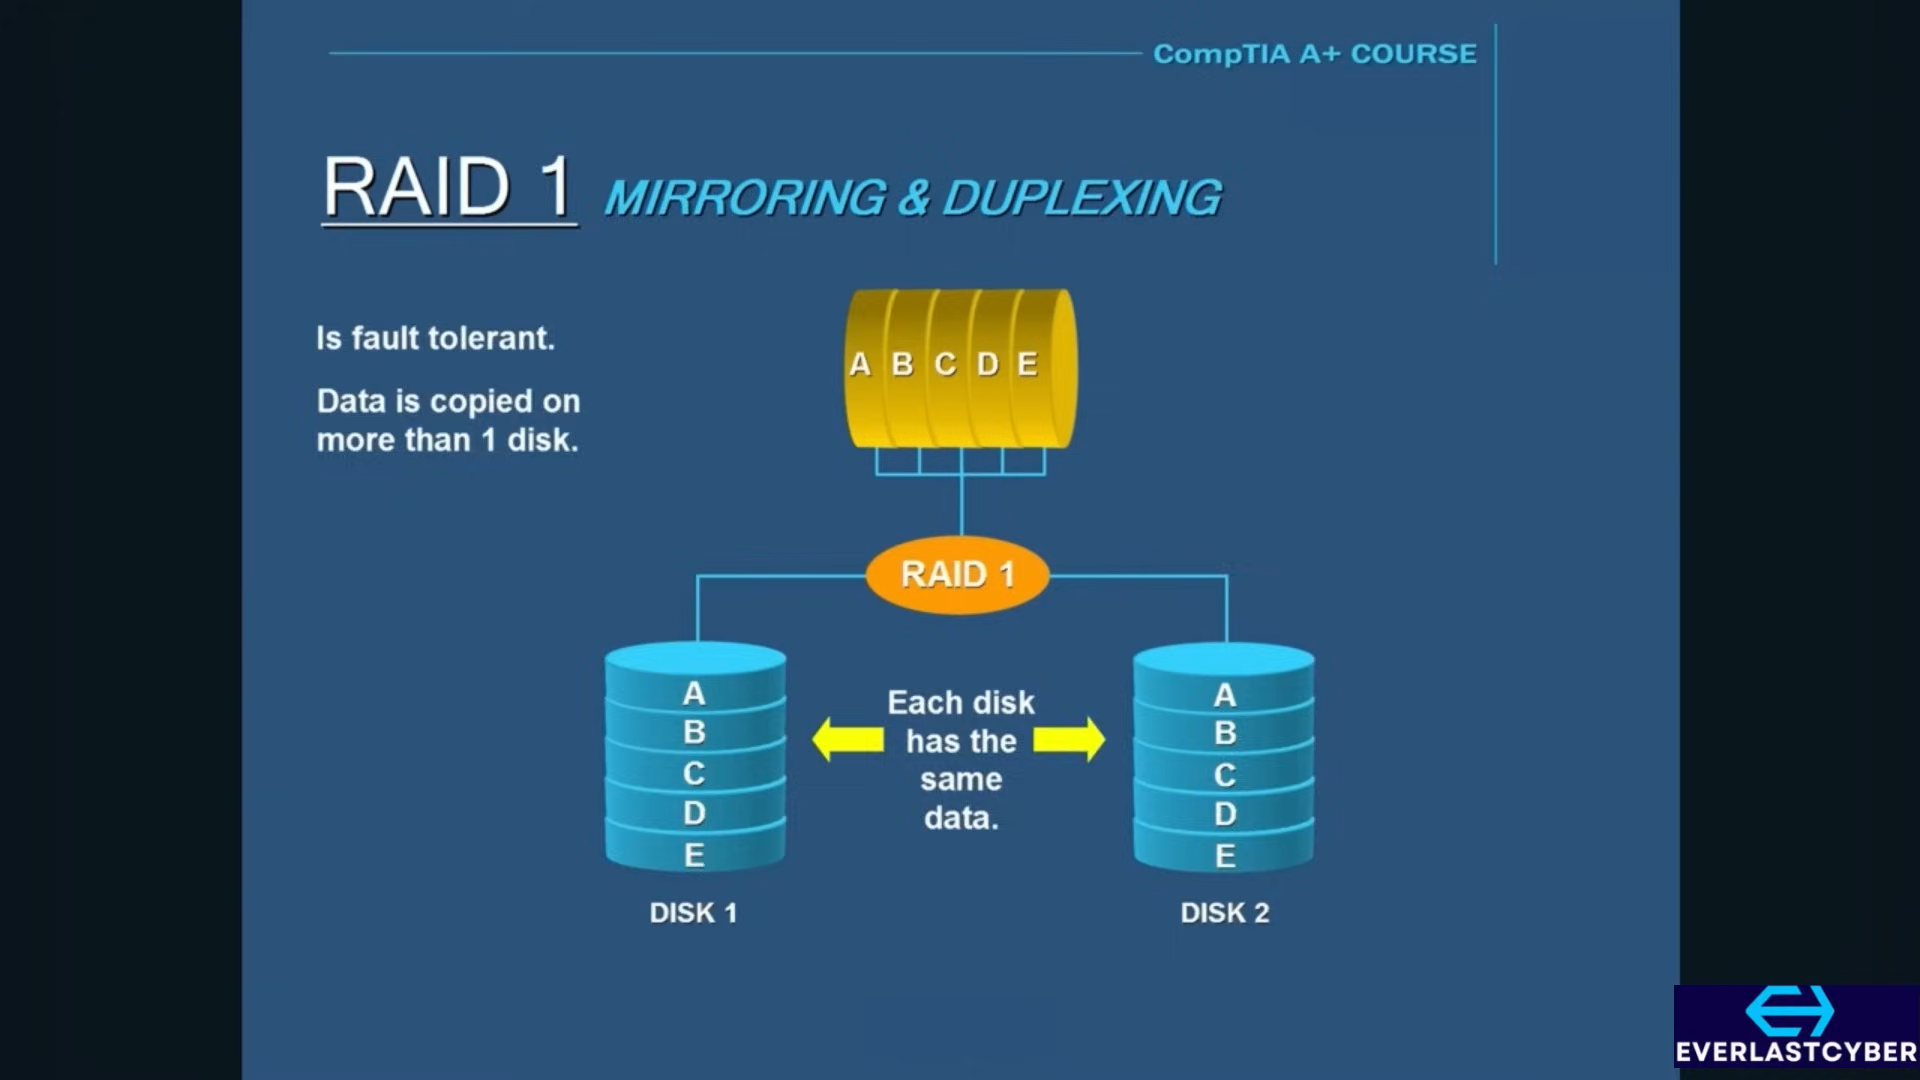 CompTIA A+ COURSE
RAID 1 MIRRORING & DUPLEXING
Is fault tolerant.
Data is copied on
more than 1 disk.
A B C D E
RAID 1
A
B
C
D
E
DISK 1
Each disk
has the
same
data.
A
B
C
D
E
DISK 2
EVERLASTCYBER